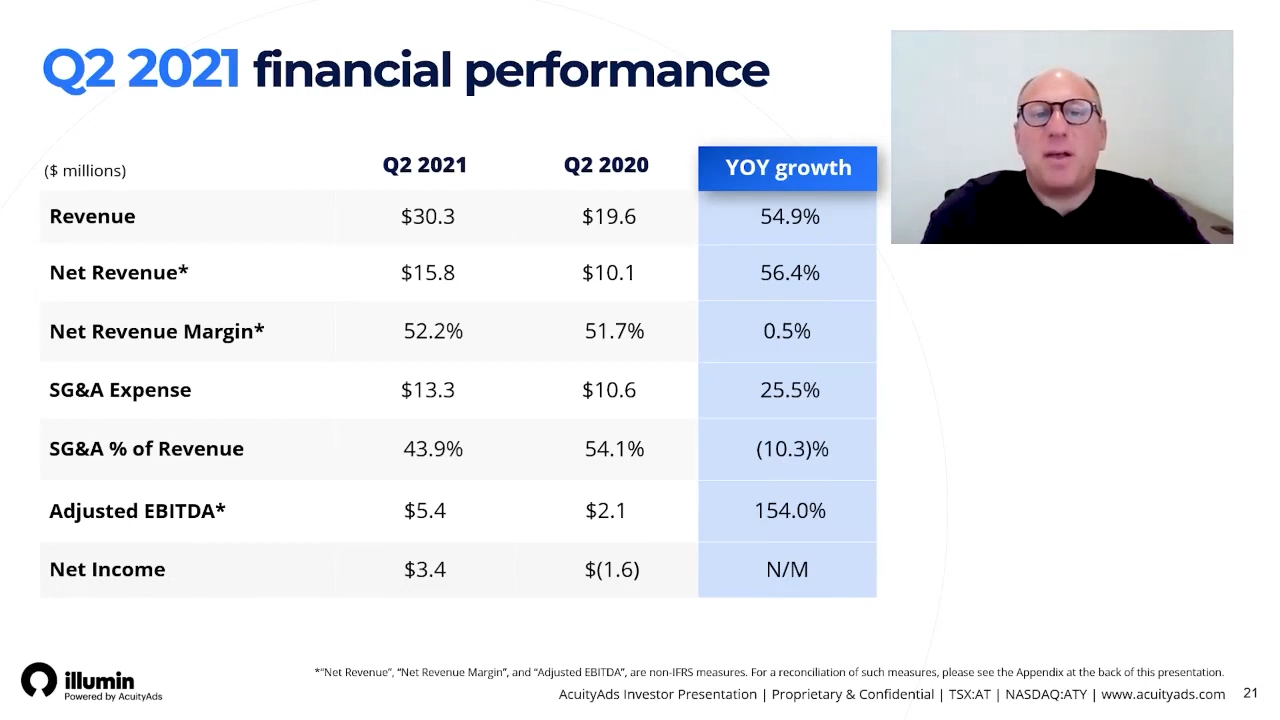 Q2 2021 financial performance
($ millions) Q2 2021 Q2 2020 YOY growth
Revenue $30.3 $19.6 54.9%
Net Revenue* $15.8 $10.1 56.4%
Net Revenue Margin* 52.2% 51.7% 0.5%
SG&A Expense $13.3 $10.6 25.5%
SG&A % of Revenue 43.9% 54.1% (10.3)%
Adjusted EBITDA* $5.4 $2.1 154.0%
Net Income $3.4 $(1.6) N/M
*"Net Revenue", "Net Revenue Margin", and "Adjusted EBITDA", are non-IFRS measures. For a reconciliation of such measures, please see the Appendix at the back of this presentation.
illumin
Powered by AcuityAds
AcuityAds Investor Presentation | Proprietary & Confidential | TSX:AT | NASDAQ:ATY | www.acuityads.com 21